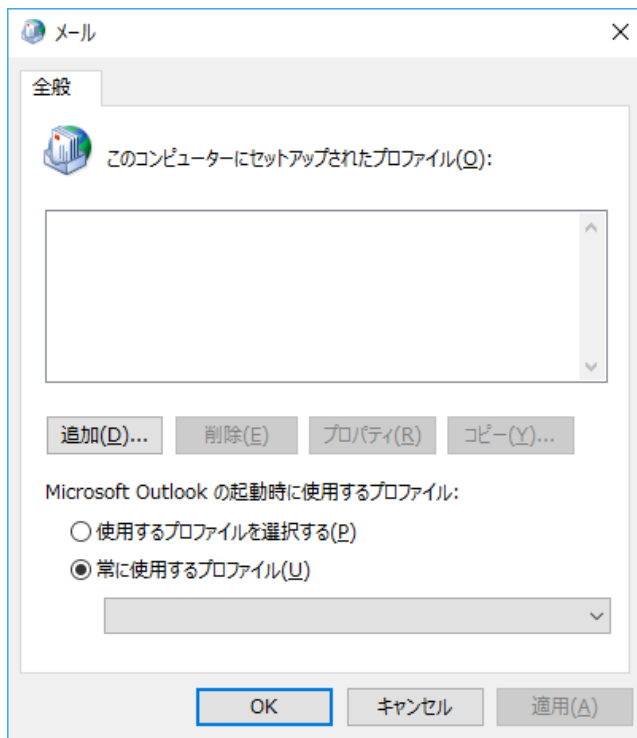 メール
全般
このコンピューターにセットアップされたプロファイル(O):
追加(D)... 削除(E) プロパティ(R) コピー(Y)...
Microsoft Outlook の起動時に使用するプロファイル:
使用するプロファイルを選択する(P)
常に使用するプロファイル(U)
OK キャンセル 適用(A)